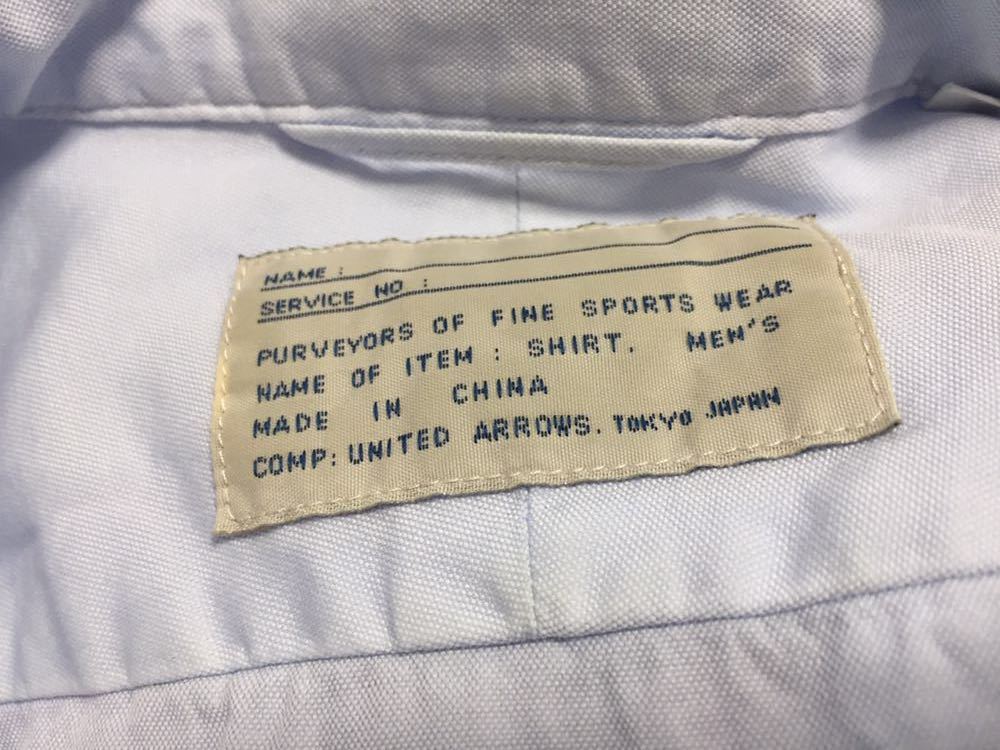 NAME :
SERVICE NO :
PURVEYORS OF FINE SPORTS WEAR
NAME OF ITEM : SHIRT. MEN'S
MADE IN CHINA
COMP: UNITED ARROWS. TOKYO JAPAN